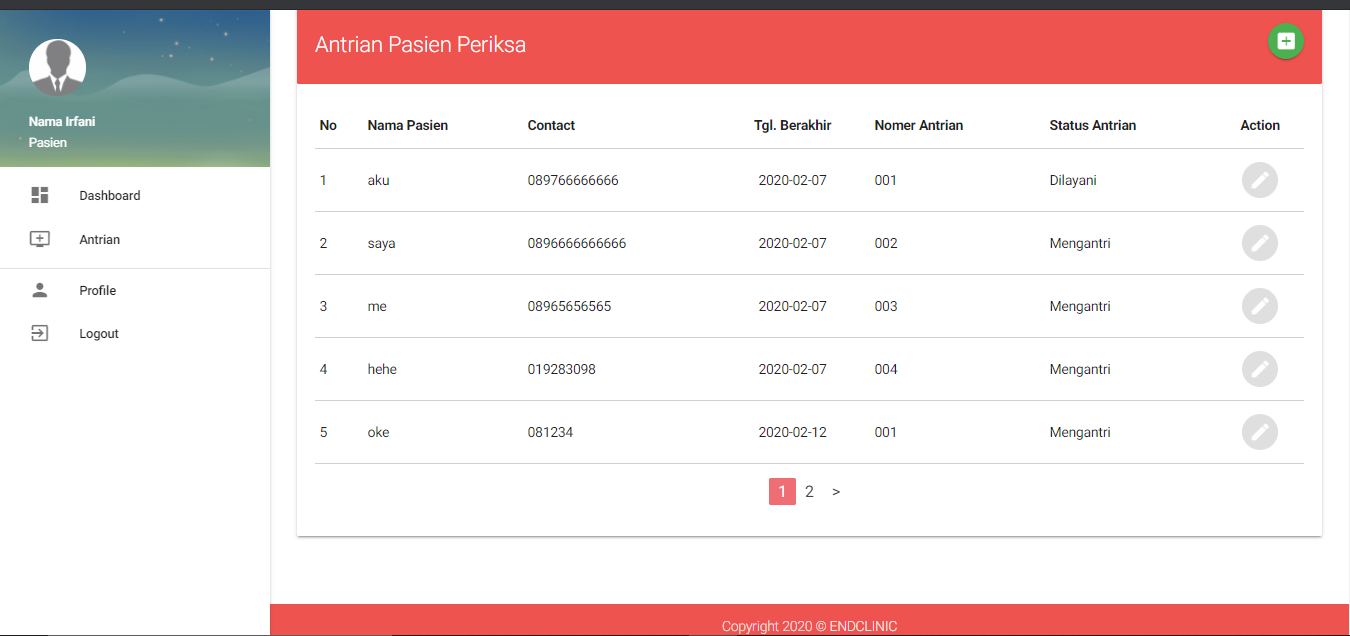 Nama Irfani
Pasien
Dashboard
Antrian
Profile
Logout
Antrian Pasien Periksa
No Nama Pasien Contact Tgl. Berakhir Nomer Antrian Status Antrian Action
1 aku 089766666666 2020-02-07 001 Dilayani
2 saya 0896666666666 2020-02-07 002 Mengantri
3 me 08965656565 2020-02-07 003 Mengantri
4 hehe 019283098 2020-02-07 004 Mengantri
5 oke 081234 2020-02-12 001 Mengantri
1 2 >
Copyright 2020 © ENDCLINIC